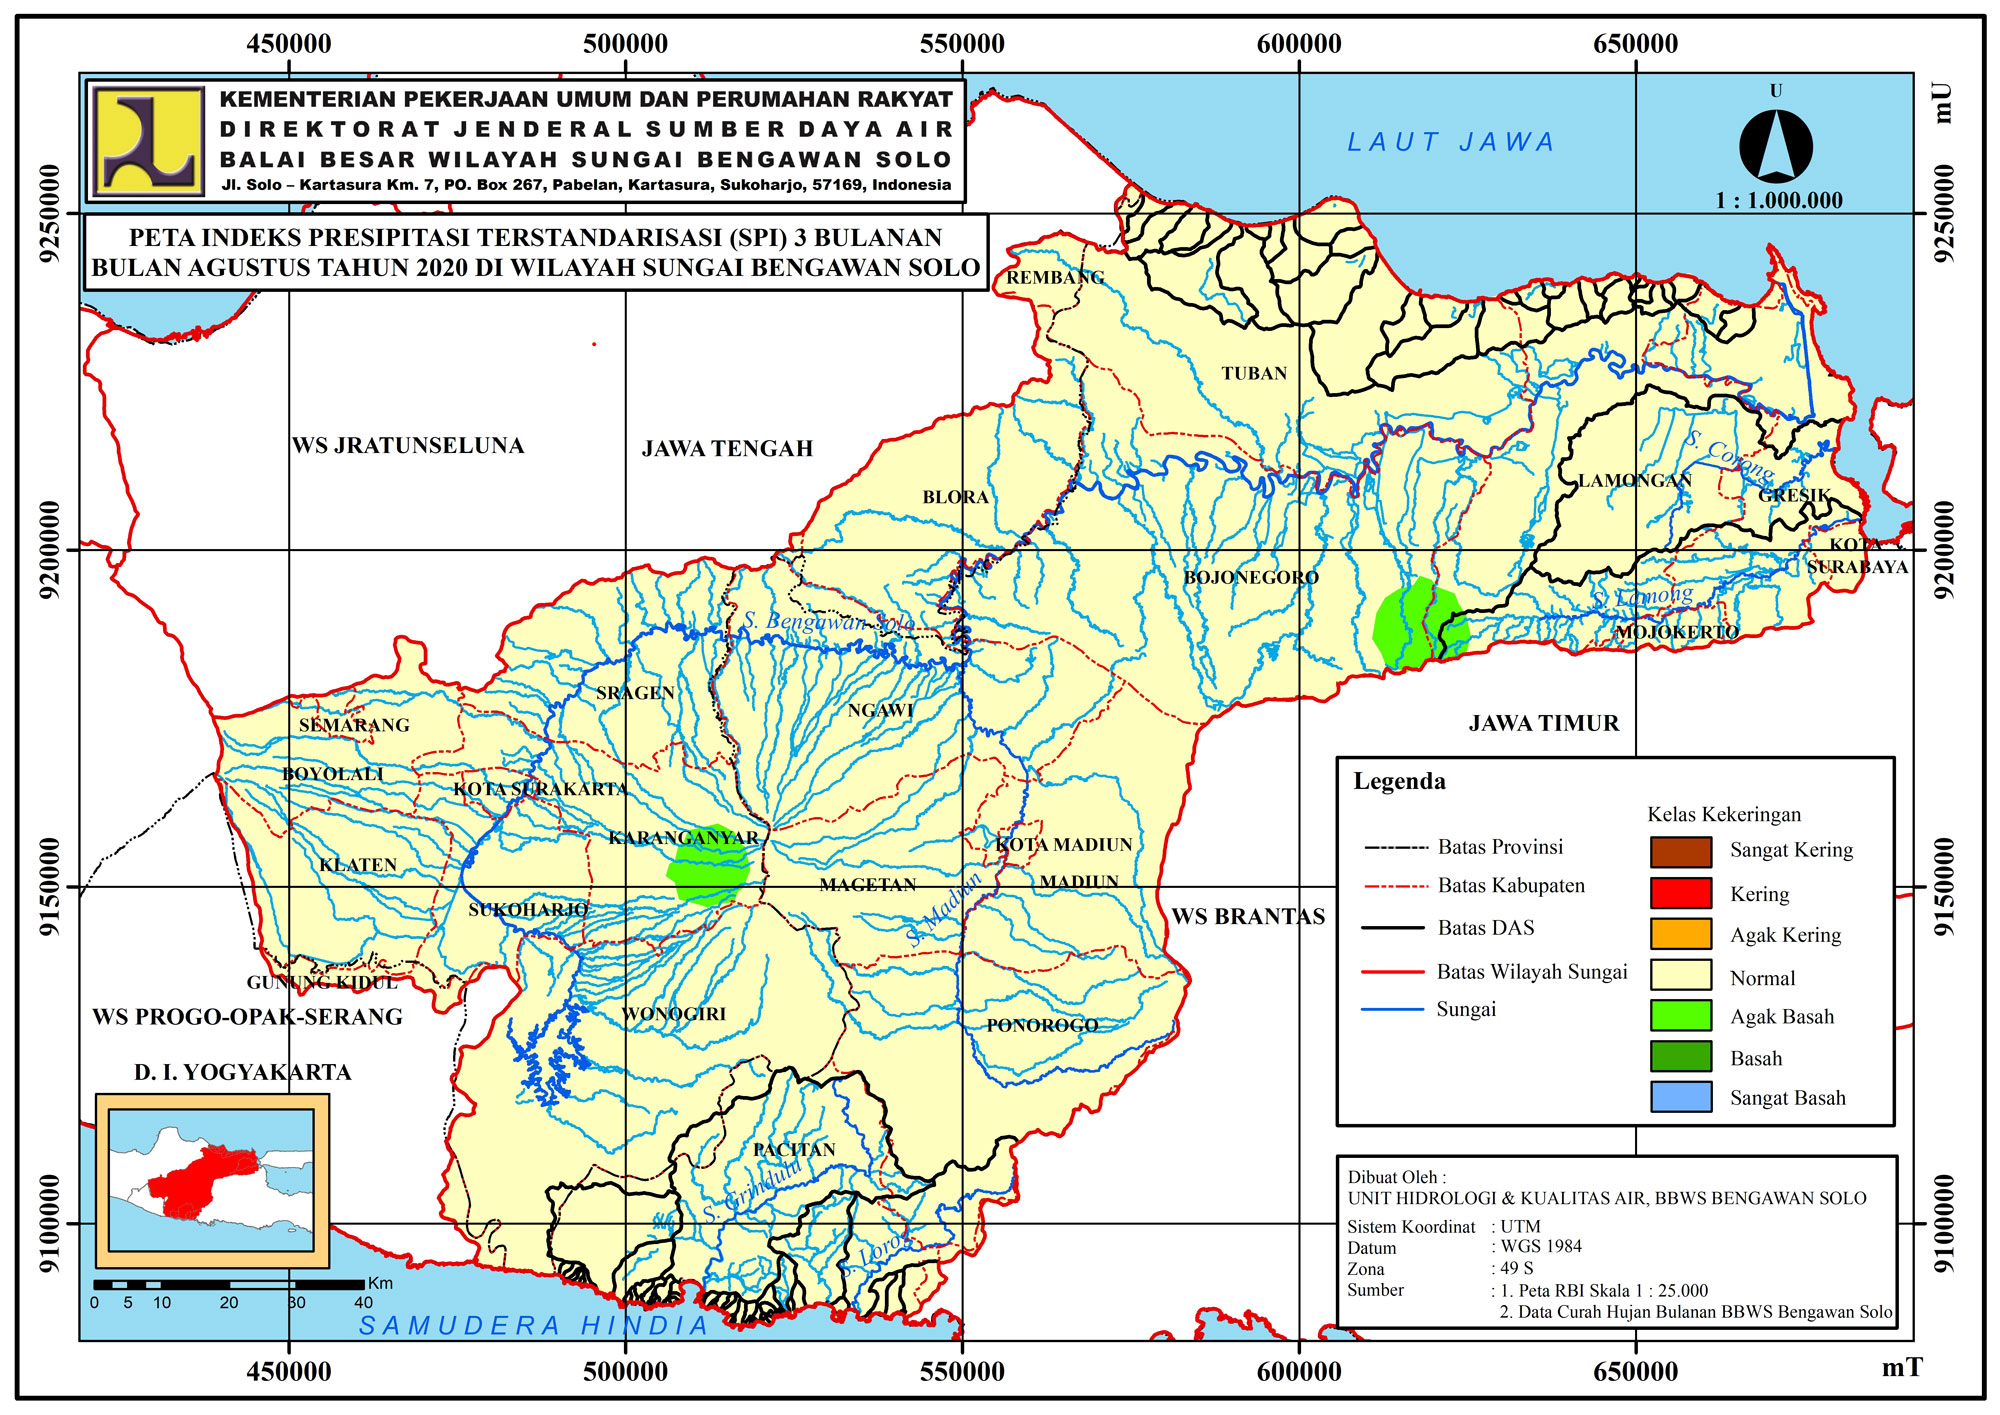 450000 500000 550000 600000 650000
KEMENTERIAN PEKERJAAN UMUM DAN PERUMAHAN RAKYAT
DIREKTORAT JENDERAL SUMBER DAYA AIR
BALAI BESAR WILAYAH SUNGAI BENGAWAN SOLO
Jl. Solo – Kartasura Km. 7, PO. Box 267, Pabelan, Kartasura, Sukoharjo, 57169, Indonesia
PETA INDEKS PRESIPITASI TERSTANDARISASI (SPI) 3 BULANAN
BULAN AGUSTUS TAHUN 2020 DI WILAYAH SUNGAI BENGAWAN SOLO
U
1 : 1.000.000
mU
LAUT JAWA
9250000 9250000
REMBANG
TUBAN
WS JRATUNSELUNA
JAWA TENGAH
BLORA
S. Corong
LAMONGAN
GRESIK
9200000 9200000
KOTA
SURABAYA
BOJONEGORO
S. Lamong
MOJOKERTO
S. Bengawan Solo
SRAGEN
NGAWI
SEMARANG
JAWA TIMUR
BOYOLALI
KOTA SURAKARTA
KARANGANYAR
KOTA MADIUN
KLATEN
MAGETAN
MADIUN
9150000 9150000
SUKOHARJO
S. Madiun
WS BRANTAS
GUNUNG KIDUL
WS PROGO-OPAK-SERANG
WONOGIRI
PONOROGO
D. I. YOGYAKARTA
PACITAN
S. Grindulu
S. Lorog
9100000 9100000
Legenda
Batas Provinsi
Batas Kabupaten
Batas DAS
Batas Wilayah Sungai
Sungai
Kelas Kekeringan
Sangat Kering
Kering
Agak Kering
Normal
Agak Basah
Basah
Sangat Basah
Dibuat Oleh :
UNIT HIDROLOGI & KUALITAS AIR, BBWS BENGAWAN SOLO
Sistem Koordinat : UTM
Datum : WGS 1984
Zona : 49 S
Sumber : 1. Peta RBI Skala 1 : 25.000
2. Data Curah Hujan Bulanan BBWS Bengawan Solo
Km
0 5 10 20 30 40
SAMUDERA HINDIA
450000 500000 550000 600000 650000
mT